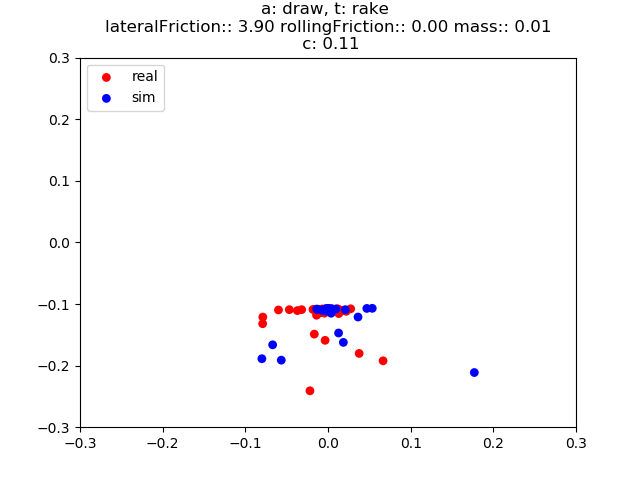 a: draw, t: rake
lateralFriction:: 3.90 rollingFriction:: 0.00 mass:: 0.01
c: 0.11
real
sim
0.3
0.2
0.1
0.0
−0.1
−0.2
−0.3
−0.3 −0.2 −0.1 0.0 0.1 0.2 0.3